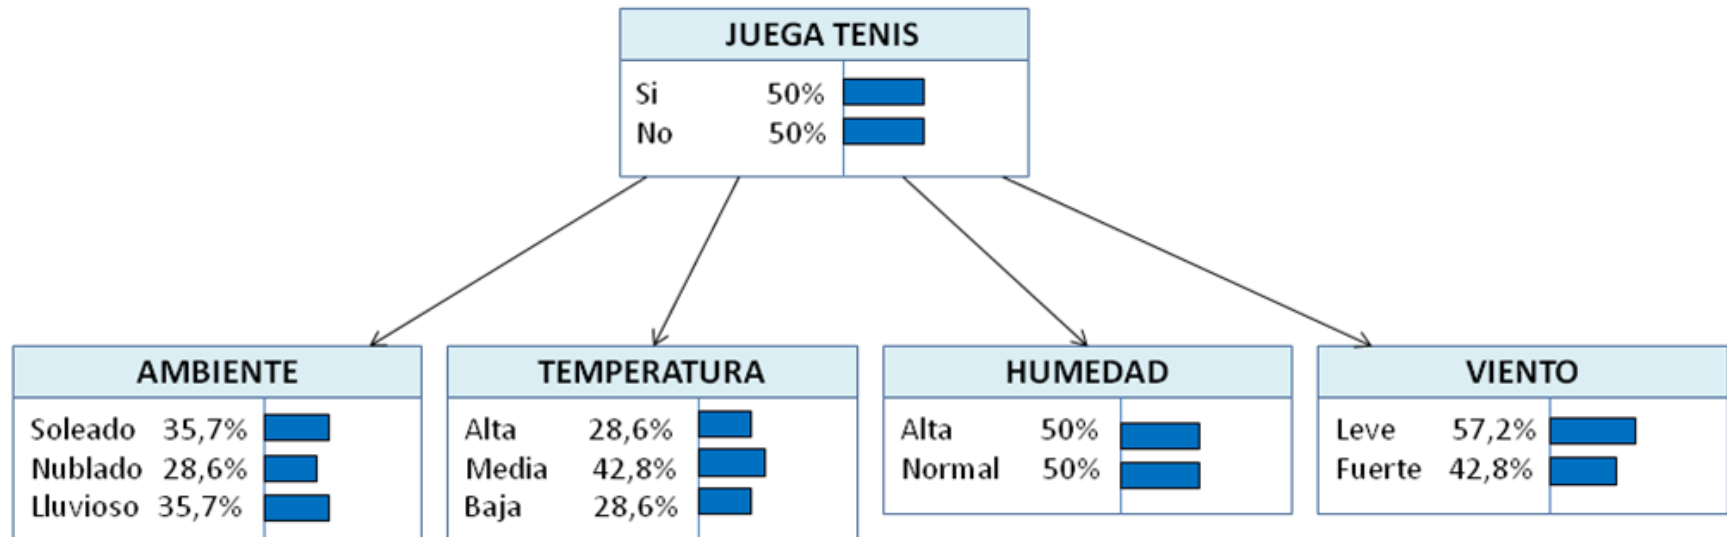 JUEGA TENIS
Si 50%
No 50%
AMBIENTE
Soleado 35,7%
Nublado 28,6%
Lluvioso 35,7%
TEMPERATURA
Alta 28,6%
Media 42,8%
Baja 28,6%
HUMEDAD
Alta 50%
Normal 50%
VIENTO
Leve 57,2%
Fuerte 42,8%